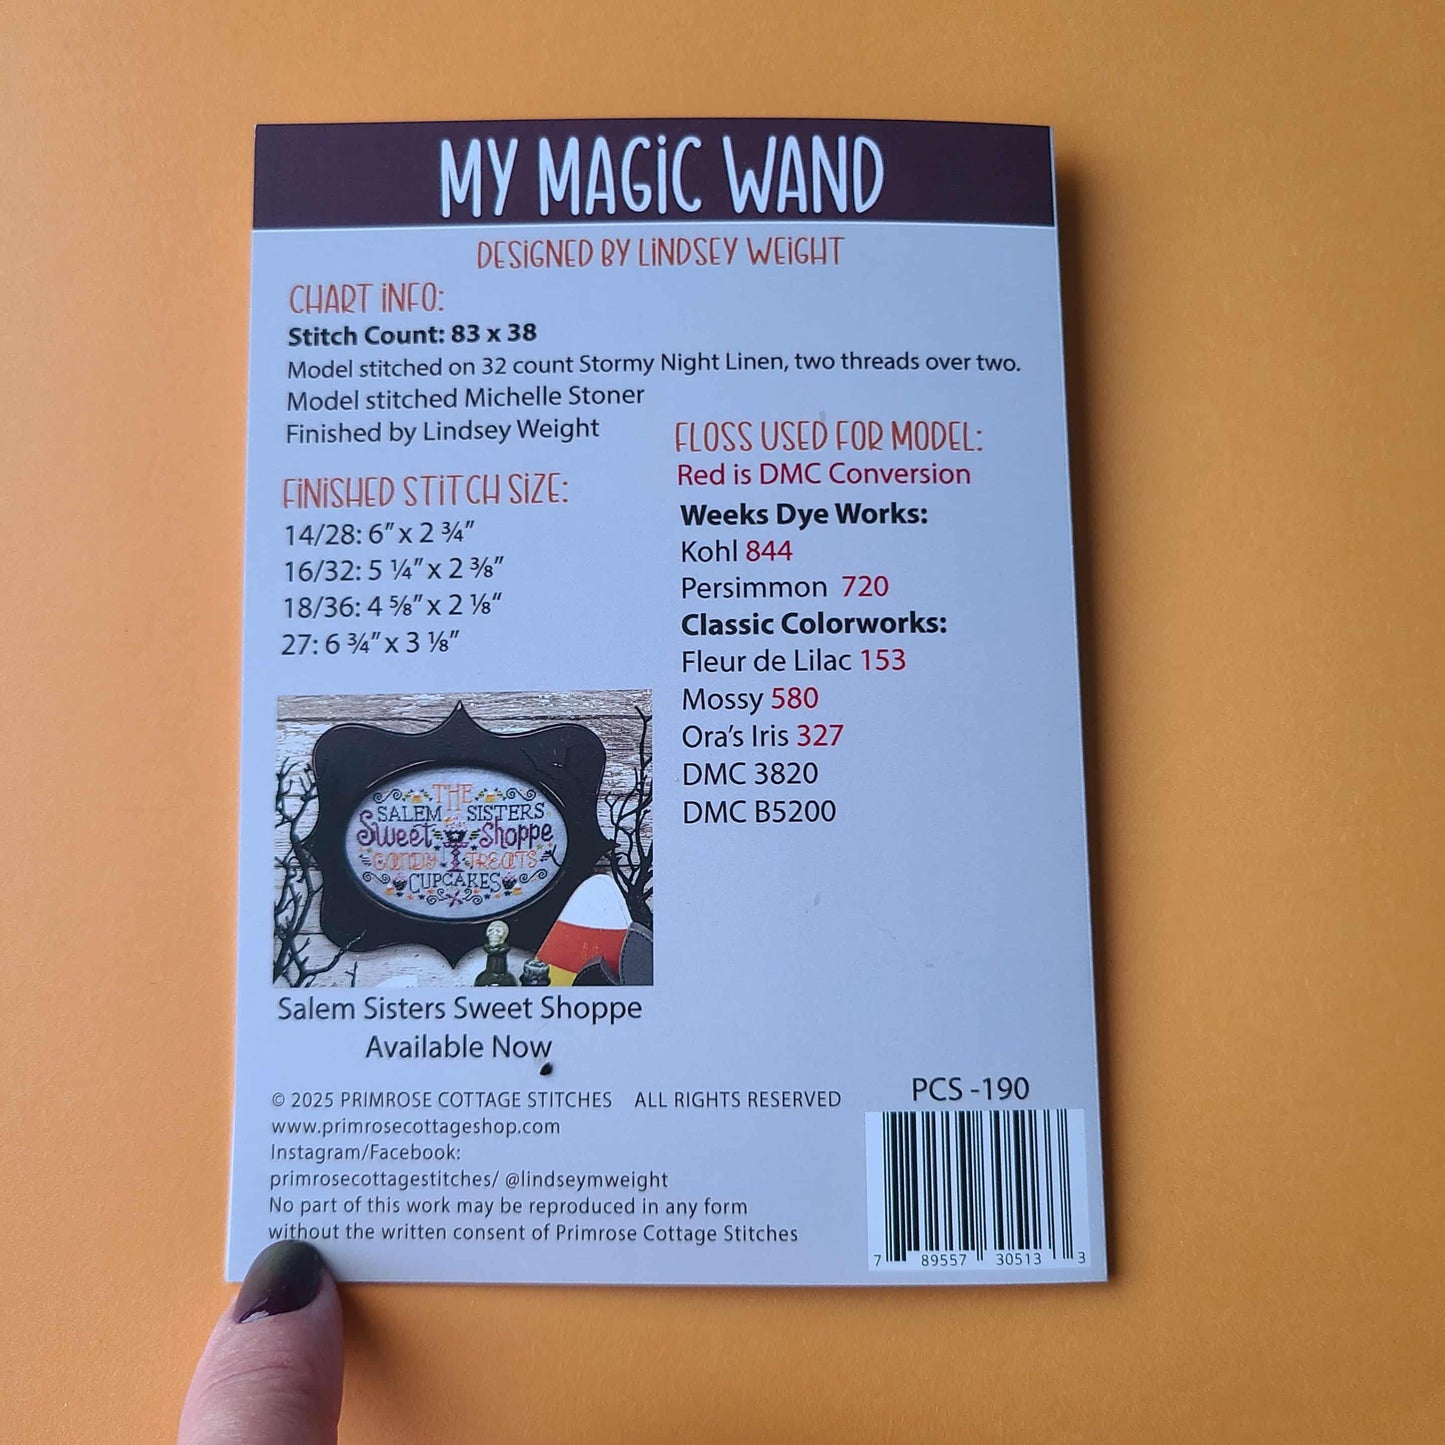 MY MAGiC WAND
DESiGNED BY LiNDSEY WEiGHT
CHART iNFO:
Stitch Count: 83 x 38
Model stitched on 32 count Stormy Night Linen, two threads over two.
Model stitched Michelle Stoner
Finished by Lindsey Weight
FiNiSHED STiTCH SiZE:
14/28: 6” x 2 ¾”
16/32: 5 ¼” x 2 ⅜”
18/36: 4 ⅝” x 2 ⅛”
27: 6 ¾” x 3 ⅛”
FLOSS USED FOR MODEL:
Red is DMC Conversion
Weeks Dye Works:
Kohl 844
Persimmon 720
Classic Colorworks:
Fleur de Lilac 153
Mossy 580
Ora’s Iris 327
DMC 3820
DMC B5200
THE
SALEM SISTERS
Sweet Shoppe
CANDY TREATS
CUPCAKES
Salem Sisters Sweet Shoppe
Available Now
© 2025 PRIMROSE COTTAGE STITCHES ALL RIGHTS RESERVED
www.primrosecottageshop.com
Instagram/Facebook:
primrosecottagestitches/ @lindseymweight
No part of this work may be reproduced in any form
without the written consent of Primrose Cottage Stitches
PCS -190
7 89557 30513 3